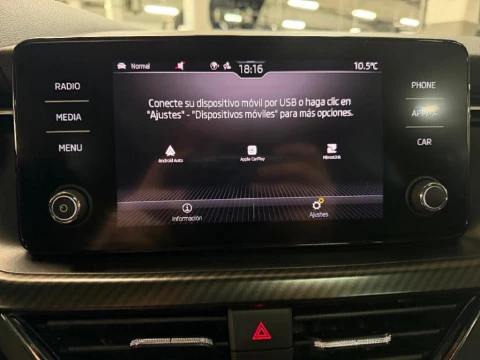 Normal
18:16
10.5°C
RADIO
MEDIA
MENU
PHONE
CAR
Conecte su dispositivo móvil por USB o haga clic en
"Ajustes" - "Dispositivos móviles" para más opciones.
Android Auto
Apple CarPlay
MirrorLink
Información
Ajustes